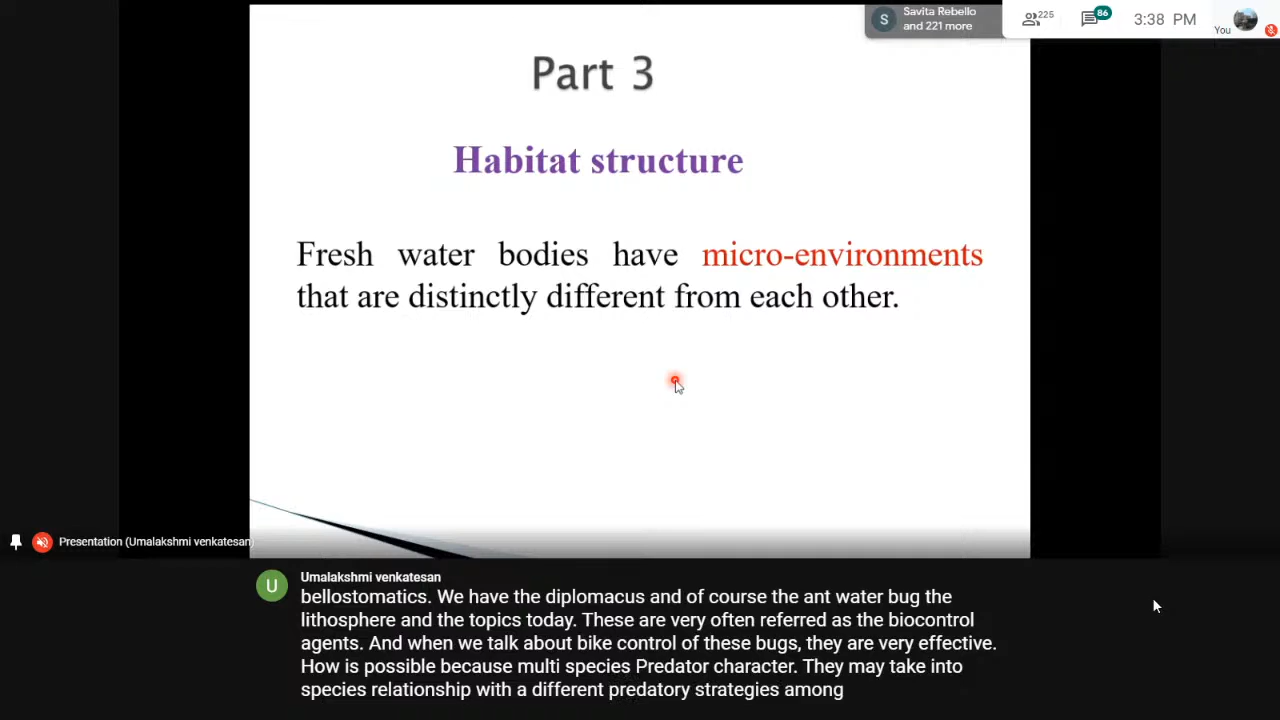 Savita Rebello
and 221 more
S
225
86
3:38 PM
You
Part 3
Habitat structure
Fresh water bodies have micro-environments
that are distinctly different from each other.
Presentation (Umalakshmi venkatesan)
U
Umalakshmi venkatesan
bellostomatics. We have the diplomacus and of course the ant water bug the
lithosphere and the topics today. These are very often referred as the biocontrol
agents. And when we talk about bike control of these bugs, they are very effective.
How is possible because multi species Predator character. They may take into
species relationship with a different predatory strategies among